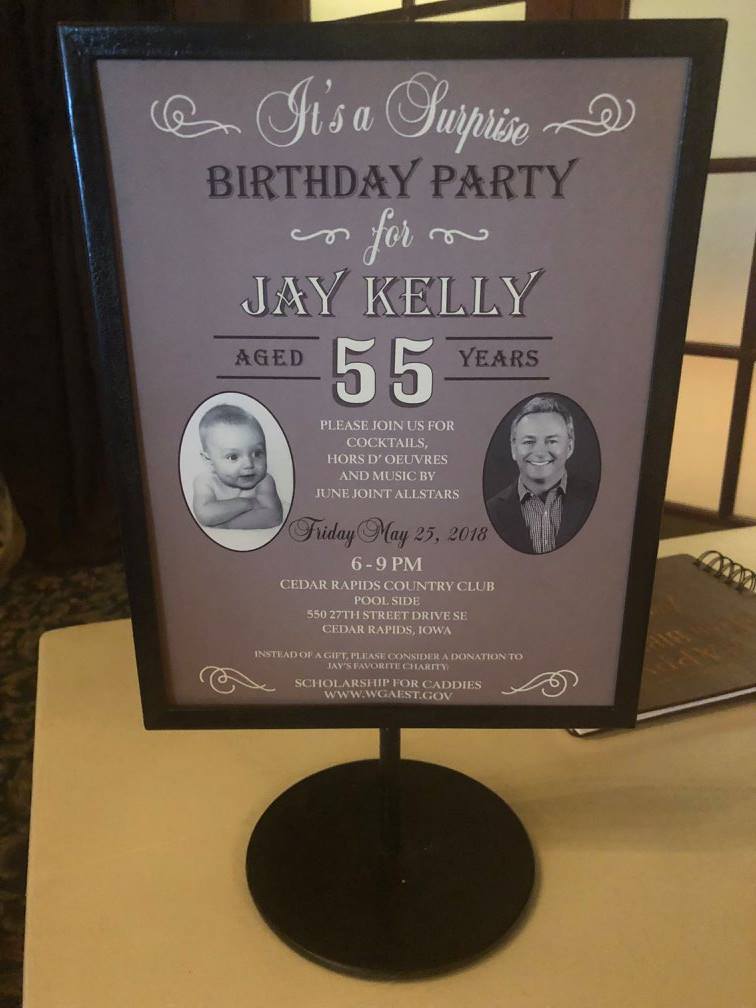 It's a Surprise
BIRTHDAY PARTY
for
JAY KELLY
AGED 55 YEARS
PLEASE JOIN US FOR
COCKTAILS,
HORS D' OEUVRES
AND MUSIC BY
JUNE JOINT ALLSTARS
Friday May 25, 2018
6 - 9 PM
CEDAR RAPIDS COUNTRY CLUB
POOL SIDE
550 27TH STREET DRIVE SE
CEDAR RAPIDS, IOWA
INSTEAD OF A GIFT, PLEASE CONSIDER A DONATION TO
JAY'S FAVORITE CHARITY:
SCHOLARSHIP FOR CADDIES
WWW.WGAEST.GOV